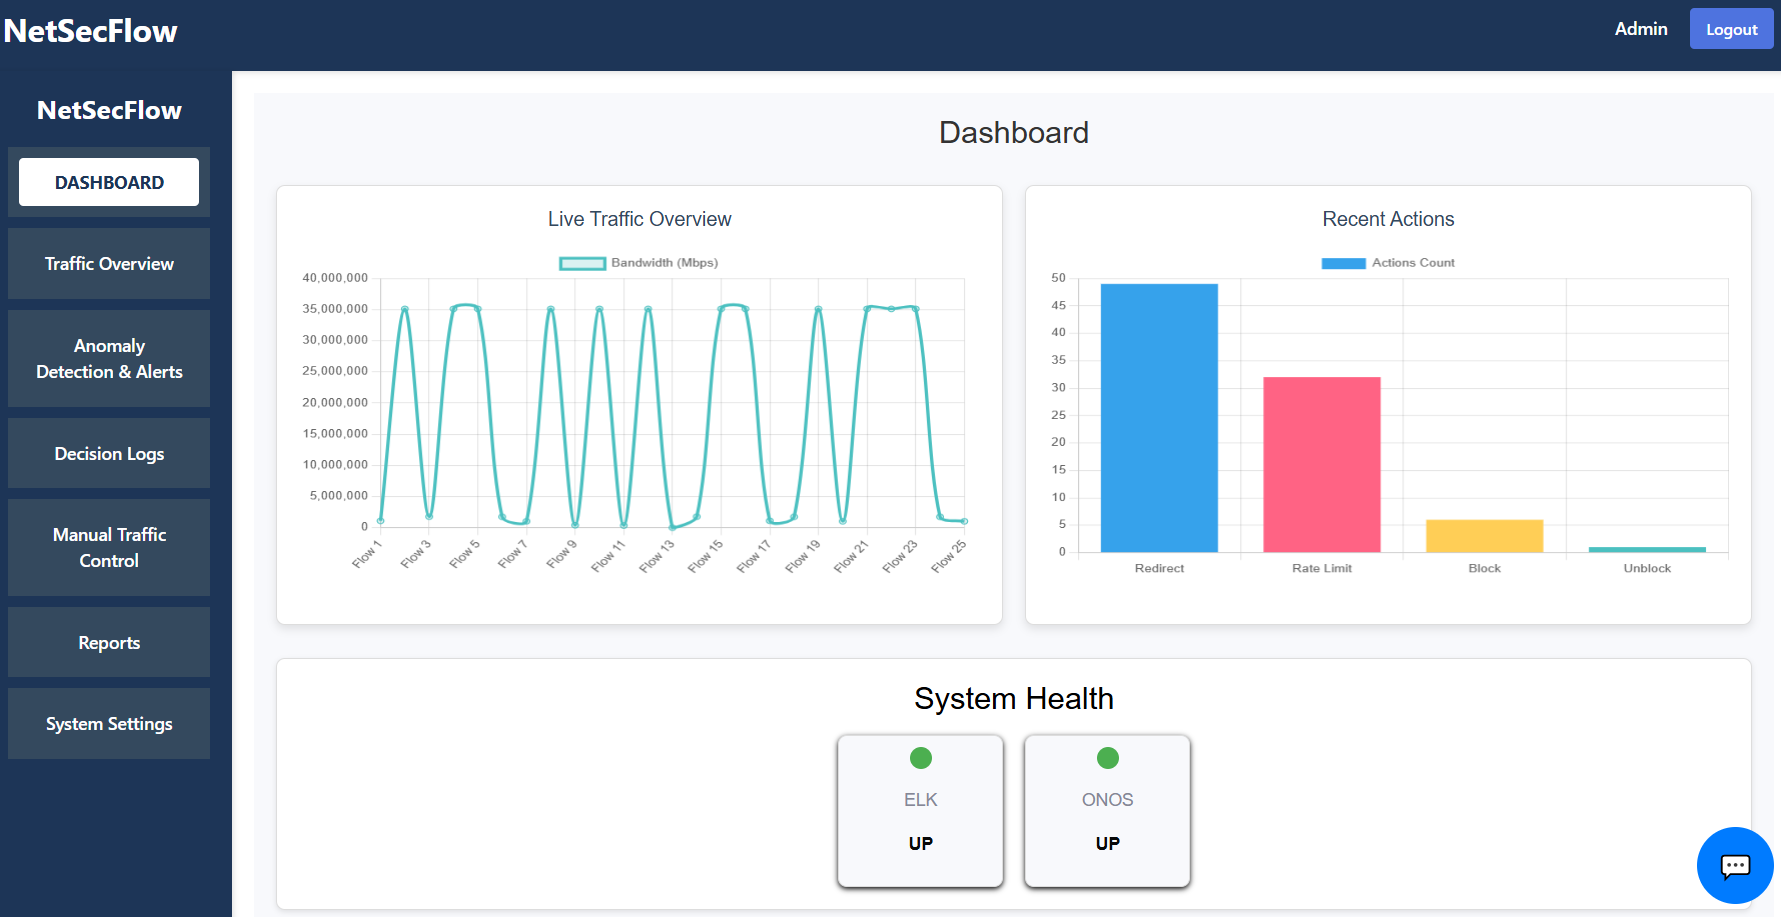 NetSecFlow
Admin
Logout
NetSecFlow
DASHBOARD
Traffic Overview
Anomaly
Detection & Alerts
Decision Logs
Manual Traffic
Control
Reports
System Settings
Dashboard
Live Traffic Overview
Bandwidth (Mbps)
40,000,000
35,000,000
30,000,000
25,000,000
20,000,000
15,000,000
10,000,000
5,000,000
0
Flow 1
Flow 3
Flow 5
Flow 7
Flow 9
Flow 11
Flow 13
Flow 15
Flow 17
Flow 19
Flow 21
Flow 23
Flow 25
Recent Actions
Actions Count
50
45
40
35
30
25
20
15
10
5
0
Redirect
Rate Limit
Block
Unblock
System Health
ELK
UP
ONOS
UP